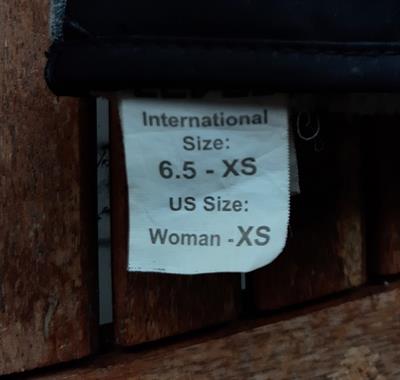 International
Size:
6.5 - XS
US Size:
Woman -XS